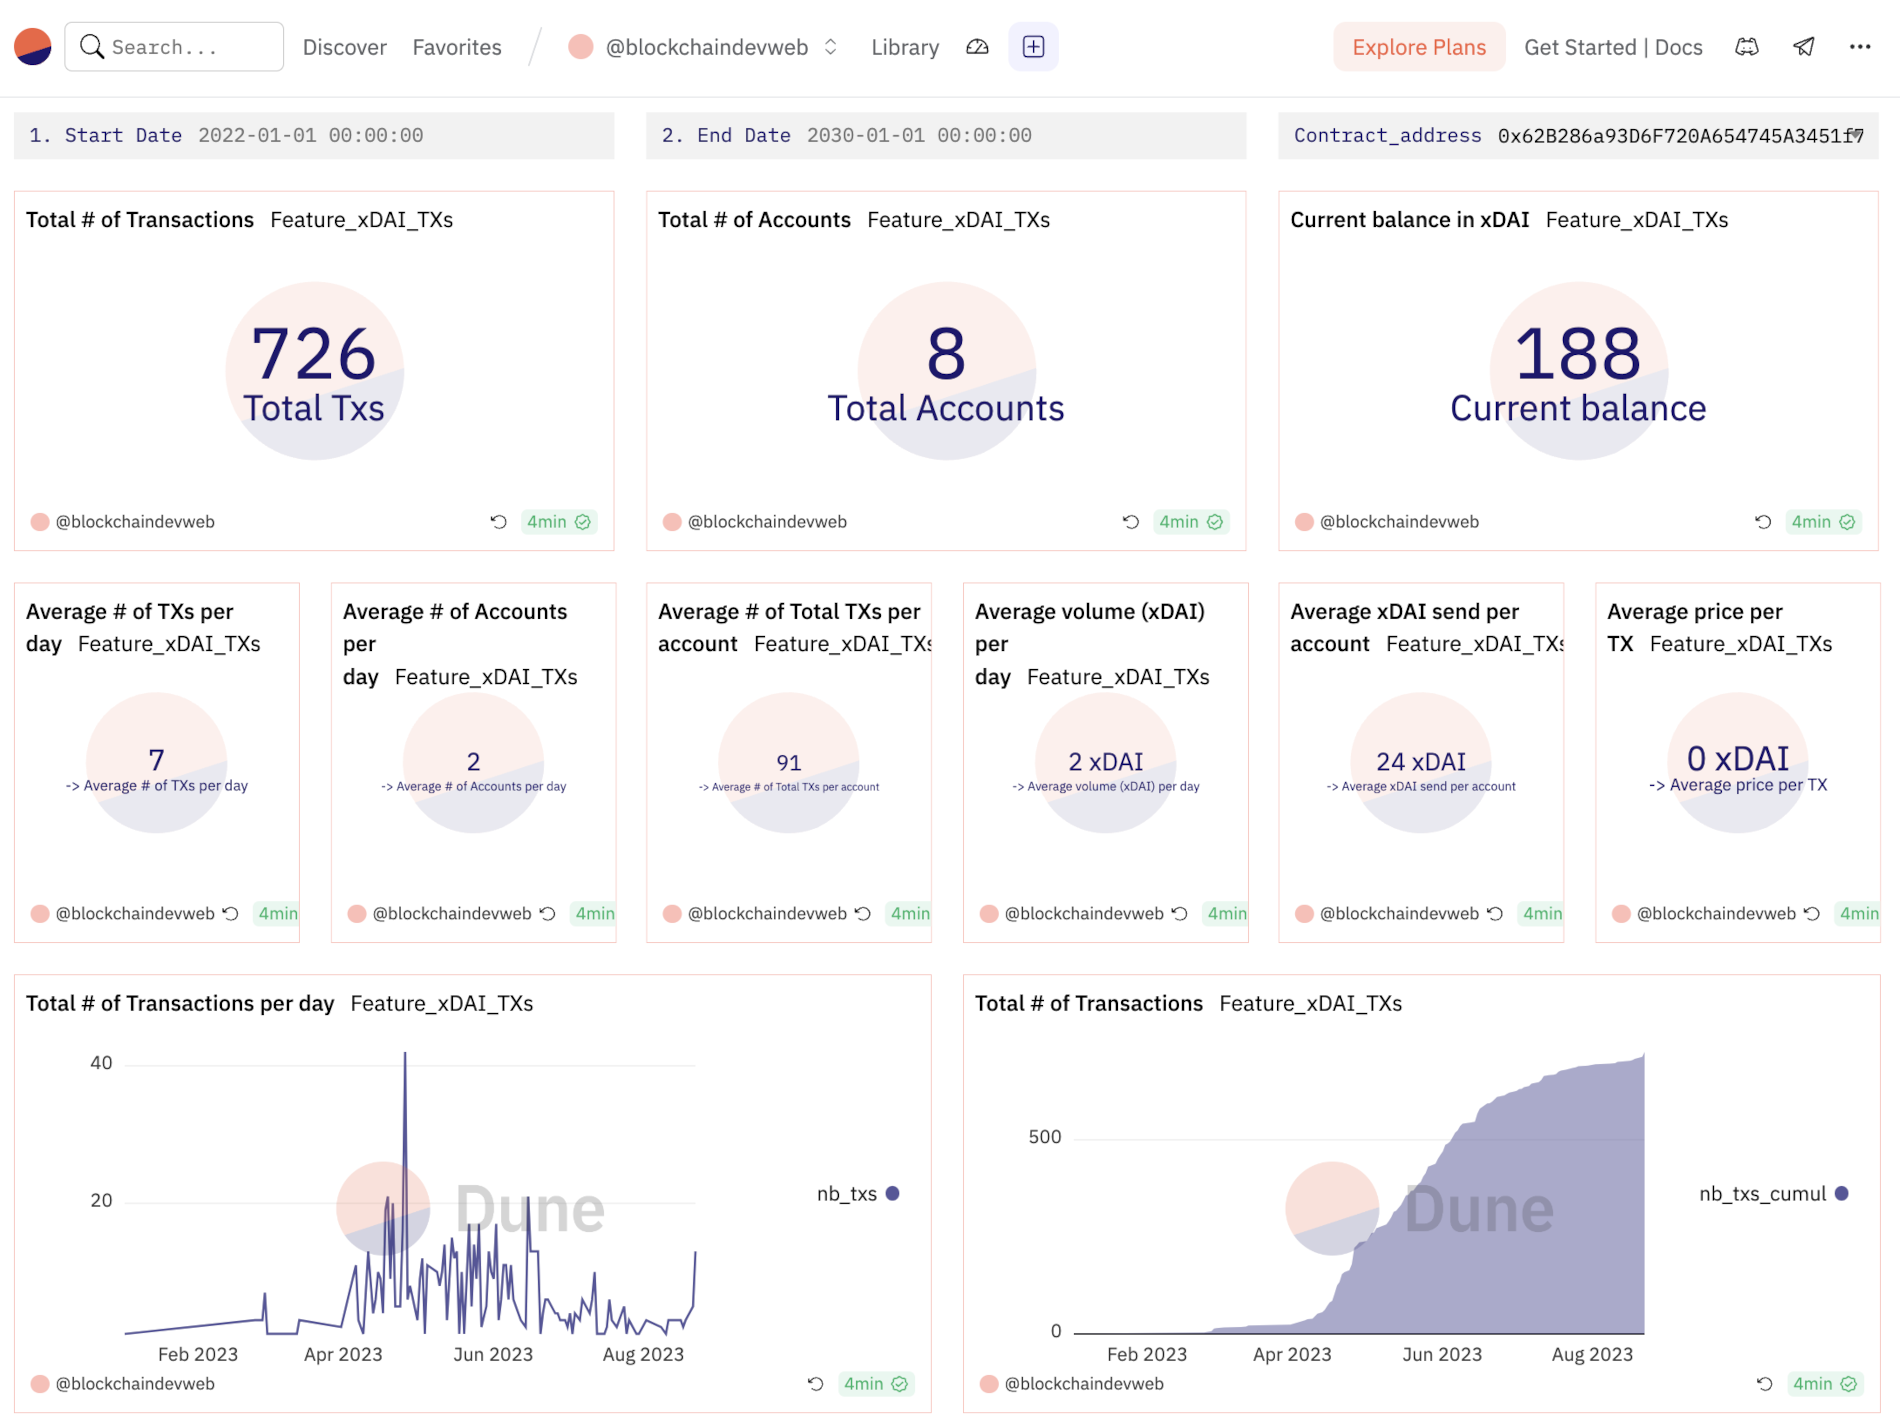 Search... Discover Favorites / @blockchaindevweb Library Explore Plans Get Started | Docs
1. Start Date 2022-01-01 00:00:00
2. End Date 2030-01-01 00:00:00
Contract_address 0x62B286a93D6F720A654745A3451f7
Total # of Transactions Feature_xDAI_TXs
726
Total Txs
@blockchaindevweb 4min
Total # of Accounts Feature_xDAI_TXs
8
Total Accounts
@blockchaindevweb 4min
Current balance in xDAI Feature_xDAI_TXs
188
Current balance
@blockchaindevweb 4min
Average # of TXs per
day Feature_xDAI_TXs
7
-> Average # of TXs per day
@blockchaindevweb 4min
Average # of Accounts
per
day Feature_xDAI_TXs
2
-> Average # of Accounts per day
@blockchaindevweb 4min
Average # of Total TXs per
account Feature_xDAI_TXs
91
-> Average # of Total TXs per account
@blockchaindevweb 4min
Average volume (xDAI)
per
day Feature_xDAI_TXs
2 xDAI
-> Average volume (xDAI) per day
@blockchaindevweb 4min
Average xDAI send per
account Feature_xDAI_TXs
24 xDAI
-> Average xDAI send per account
@blockchaindevweb 4min
Average price per
TX Feature_xDAI_TXs
0 xDAI
-> Average price per TX
@blockchaindevweb 4min
Total # of Transactions per day Feature_xDAI_TXs
40
20
Dune
nb_txs
Feb 2023 Apr 2023 Jun 2023 Aug 2023
@blockchaindevweb 4min
Total # of Transactions Feature_xDAI_TXs
500
0
Dune
nb_txs_cumul
Feb 2023 Apr 2023 Jun 2023 Aug 2023
@blockchaindevweb 4min